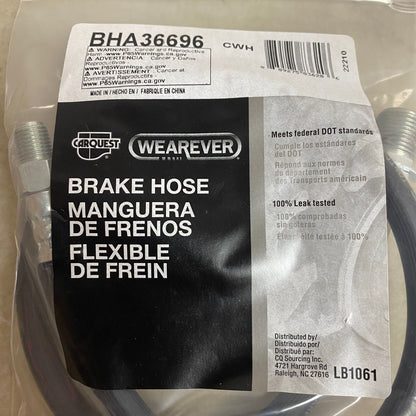 BHA36696
CWH
WARNING: Cancer and Reproductive
Harm-www.P65Warnings.ca.gov
ADVERTENCIA: Cáncer y Daños
www.P65Warnings.ca.gov
AVERTISSEMENT: Cancer et
Dommages Reproductifs -
www.P65Warnings.ca.gov
MADE IN / HECHO EN / FABRIQUE EN CHINA
22210
CARQUEST
WEAREVER
BRAKE HOSE
MANGUERA
DE FRENOS
FLEXIBLE
DE FREIN
Meets federal DOT standards
Cumple los estándares
del DOT
Répond aux normes du
département
des Transports américain
100% Leak tested
100% comprobadas
sin goteras
Étanchéité testée à 100%
Distributed by/
Distribuido por/
Distribué par:
CQ Sourcing Inc.
4721 Hargrove Rd
Raleigh, NC 27616
LB1061